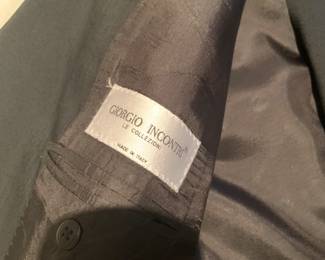 GIORGIO INCONTRI
LE COLLEZIONI
MADE IN ITALY